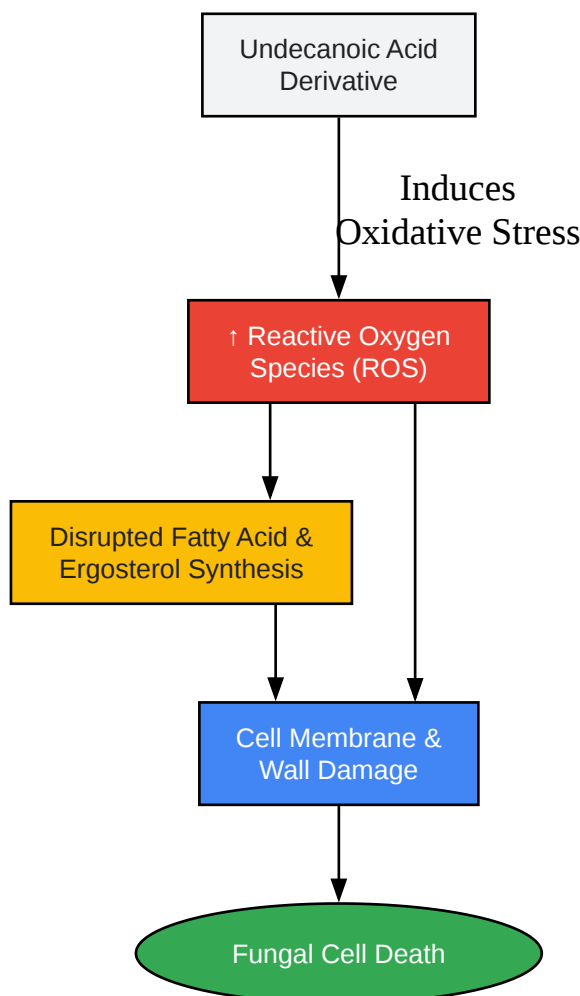 Undecanoic Acid
Derivative
Induces
Oxidative Stress
↑ Reactive Oxygen
Species (ROS)
Disrupted Fatty Acid &
Ergosterol Synthesis
Cell Membrane &
Wall Damage
Fungal Cell Death